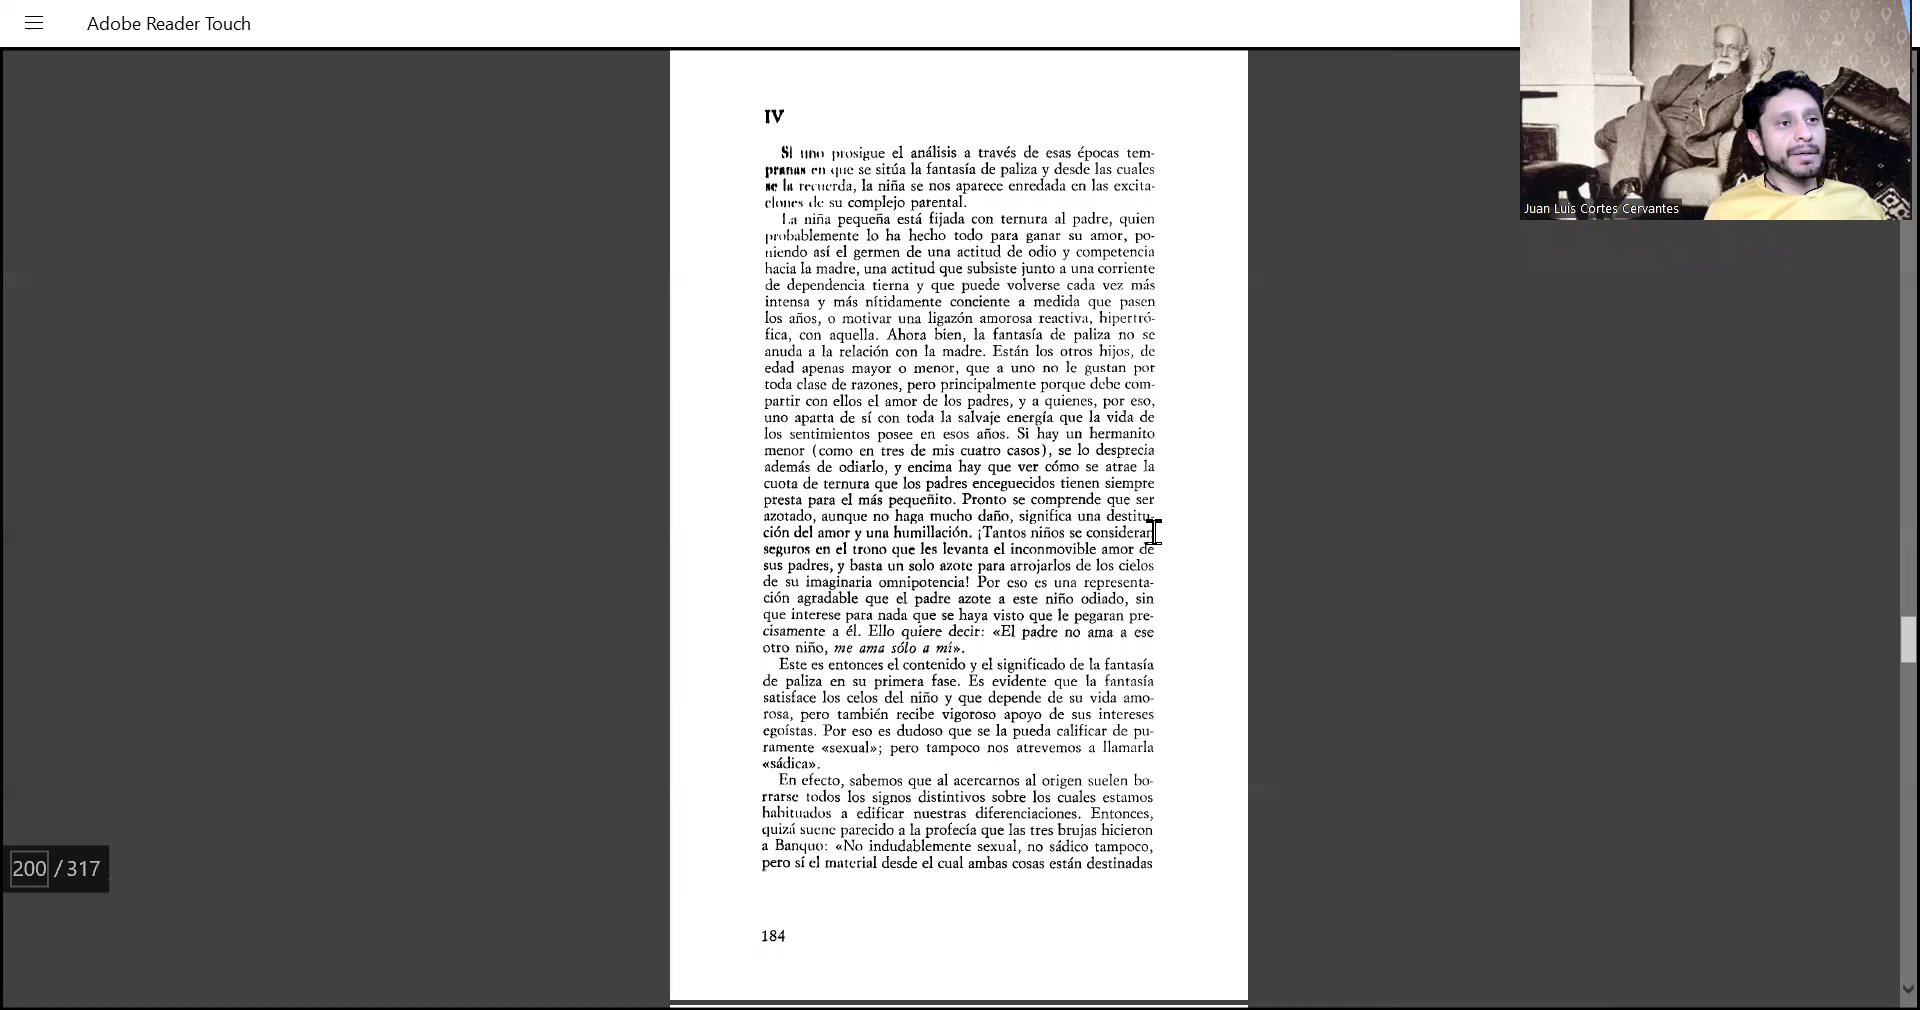 Adobe Reader Touch
Juan Luis Cortes Cervantes
IV
Si uno prosigue el análisis a través de esas épocas tem-
pranas en que se sitúa la fantasía de paliza y desde las cuales
se la recuerda, la niña se nos aparece enredada en las excita-
ciones de su complejo parental.
La niña pequeña está fijada con ternura al padre, quien
probablemente lo ha hecho todo para ganar su amor, po-
niendo así el germen de una actitud de odio y competencia
hacia la madre, una actitud que subsiste junto a una corriente
de dependencia tierna y que puede volverse cada vez más
intensa y más nítidamente conciente a medida que pasen
los años, o motivar una ligazón amorosa reactiva, hipertró-
fica, con aquella. Ahora bien, la fantasía de paliza no se
anuda a la relación con la madre. Están los otros hijos, de
edad apenas mayor o menor, que a uno no le gustan por
toda clase de razones, pero principalmente porque debe com-
partir con ellos el amor de los padres, y a quienes, por eso,
uno aparta de sí con toda la salvaje energía que la vida de
los sentimientos posee en esos años. Si hay un hermanito
menor (como en tres de mis cuatro casos), se lo desprecia
además de odiarlo, y encima hay que ver cómo se atrae la
cuota de ternura que los padres enceguecidos tienen siempre
presta para el más pequeñito. Pronto se comprende que ser
azotado, aunque no haga mucho daño, significa una destitu-
ción del amor y una humillación. ¡Tantos niños se consideran
seguros en el trono que les levanta el inconmovible amor de
sus padres, y basta un solo azote para arrojarlos de los cielos
de su imaginaria omnipotencia! Por eso es una representa-
ción agradable que el padre azote a este niño odiado, sin
que interese para nada que se haya visto que le pegaran pre-
cisamente a él. Ello quiere decir: «El padre no ama a ese
otro niño, me ama sólo a mí».
Este es entonces el contenido y el significado de la fantasía
de paliza en su primera fase. Es evidente que la fantasía
satisface los celos del niño y que depende de su vida amo-
rosa, pero también recibe vigoroso apoyo de sus intereses
egoístas. Por eso es dudoso que se la pueda calificar de pu-
ramente «sexual»; pero tampoco nos atrevemos a llamarla
«sádica».
En efecto, sabemos que al acercarnos al origen suelen bo-
rrarse todos los signos distintivos sobre los cuales estamos
habituados a edificar nuestras diferenciaciones. Entonces,
quizá suene parecido a la profecía que las tres brujas hicieron
a Banquo: «No indudablemente sexual, no sádico tampoco,
pero sí el material desde el cual ambas cosas están destinadas
200 / 317
184